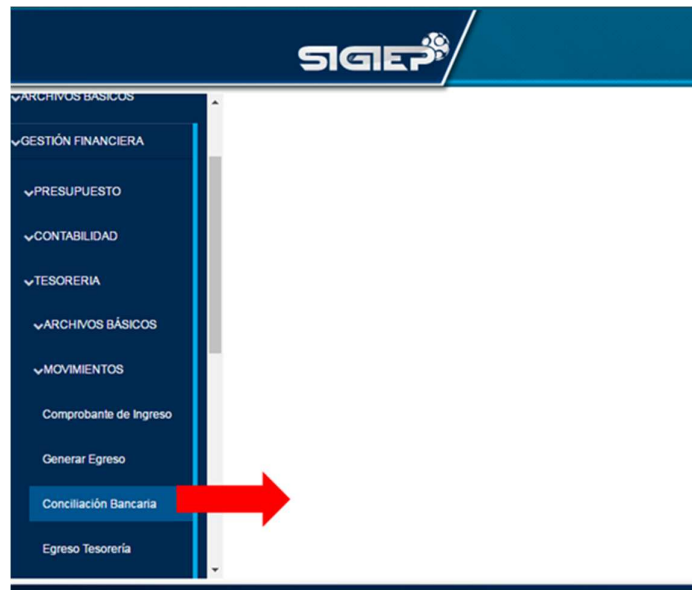 SIGIEP
ARCHIVOS BÁSICOS
GESTIÓN FINANCIERA
PRESUPUESTO
CONTABILIDAD
TESORERIA
ARCHIVOS BÁSICOS
MOVIMIENTOS
Comprobante de Ingreso
Generar Egreso
Conciliación Bancaria
Egreso Tesorería